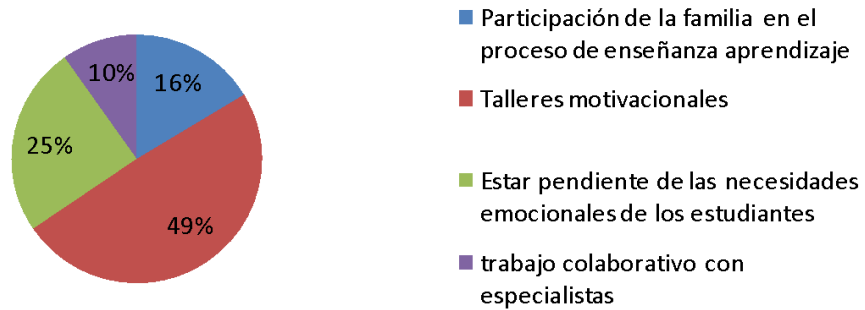 10%
16%
25%
49%
Participación de la familia en el
proceso de enseñanza aprendizaje
Talleres motivacionales
Estar pendiente de las necesidades
emocionales de los estudiantes
trabajo colaborativo con
especialistas